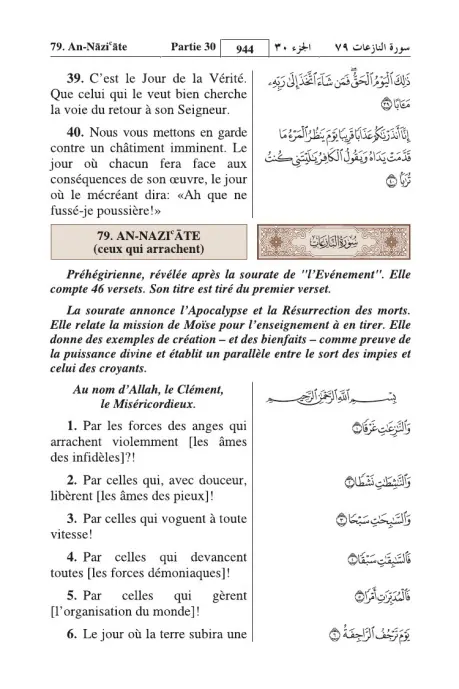 79. An-Nāziᶜāte Partie 30 944 الجزء ٣٠ سورة النازعات ٧٩
39. C’est le Jour de la Vérité.
Que celui qui le veut bien cherche
la voie du retour à son Seigneur.
ذَٰلِكَ ٱلْيَوْمُ ٱلْحَقُّ ۖ فَمَن شَآءَ ٱتَّخَذَ إِلَىٰ رَبِّهِۦ
مَـَٔابًا ٣٩
40. Nous vous mettons en garde
contre un châtiment imminent. Le
jour où chacun fera face aux
conséquences de son œuvre, le jour
où le mécréant dira: «Ah que ne
fussé-je poussière!»
إِنَّآ أَنذَرْنَـٰكُمْ عَذَابًا قَرِيبًا يَوْمَ يَنظُرُ ٱلْمَرْءُ مَا
قَدَّمَتْ يَدَاهُ وَيَقُولُ ٱلْكَافِرُ يَـٰلَيْتَنِى كُنتُ
تُرَٰبًۢا ٤٠
79. AN-NAZIᶜĀTE
(ceux qui arrachent)
سُورَةُ النَّازِعَاتِ
Préhégirienne, révélée après la sourate de "l’Evénement". Elle
compte 46 versets. Son titre est tiré du premier verset.
La sourate annonce l’Apocalypse et la Résurrection des morts.
Elle relate la mission de Moïse pour l’enseignement à en tirer. Elle
donne des exemples de création – et des bienfaits – comme preuve de
la puissance divine et établit un parallèle entre le sort des impies et
celui des croyants.
Au nom d’Allah, le Clément,
le Miséricordieux.
بِسْمِ ٱللَّهِ ٱلرَّحْمَـٰنِ ٱلرَّحِيمِ
1. Par les forces des anges qui
arrachent violemment [les âmes
des infidèles]?!
وَٱلنَّـٰزِعَـٰتِ غَرْقًا ١
2. Par celles qui, avec douceur,
libèrent [les âmes des pieux]!
وَٱلنَّـٰشِطَـٰتِ نَشْطًا ٢
3. Par celles qui voguent à toute
vitesse!
وَٱلسَّـٰبِحَـٰتِ سَبْحًا ٣
4. Par celles qui devancent
toutes [les forces démoniaques]!
فَٱلسَّـٰبِقَـٰتِ سَبْقًا ٤
5. Par celles qui gèrent
[l’organisation du monde]!
فَٱلْمُدَبِّرَٰتِ أَمْرًا ٥
6. Le jour où la terre subira une
يَوْمَ تَرْجُفُ ٱلرَّاجِفَةُ ٦